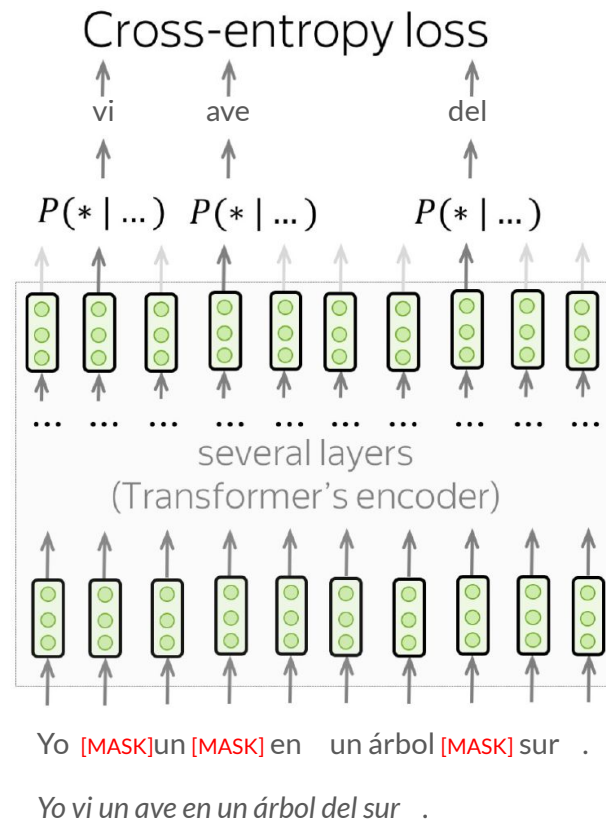 Cross-entropy loss
vi ave del
P(* | ...) P(* | ...) P(* | ...)
... ... ... ... ... ... ... ... ... ...
several layers
(Transformer's encoder)
Yo [MASK]un [MASK] en un árbol [MASK] sur .
Yo vi un ave en un árbol del sur .